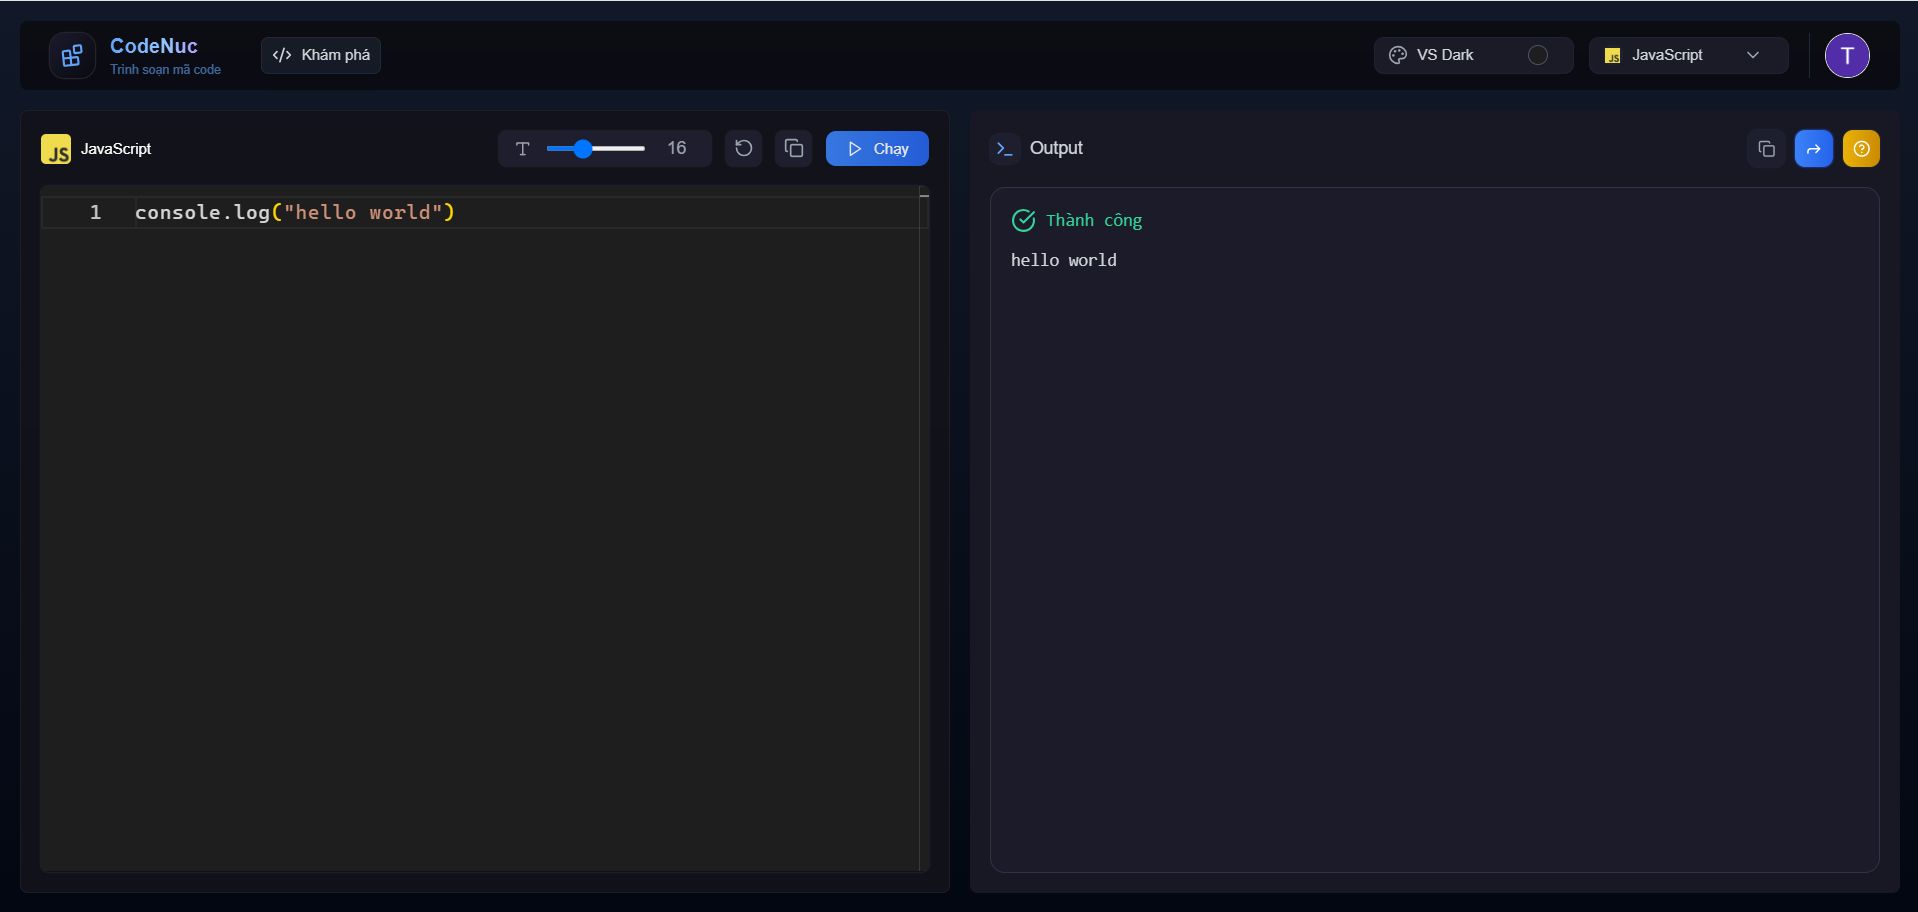 CodeNuc
Trình soạn mã code
Khám phá
VS Dark
JS JavaScript
T
JS JavaScript
16
Chạy
1 console.log("hello world")
Output
Thành công
hello world